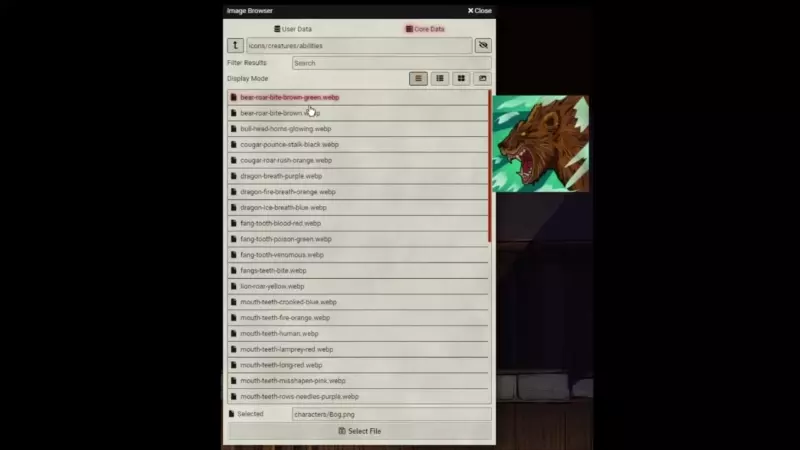 Image Browser
Close
User Data
Core Data
icons/creatures/abilities
Filter Results
Search
Display Mode
bear-roar-bite-brown-green.webp
bear-roar-bite-brown.webp
bull-head-horns-glowing.webp
cougar-pounce-stalk-black.webp
cougar-roar-rush-orange.webp
dragon-breath-purple.webp
dragon-fire-breath-orange.webp
dragon-ice-breath-blue.webp
fang-tooth-blood-red.webp
fang-tooth-poison-green.webp
fang-tooth-venomous.webp
fangs-teeth-bite.webp
lion-roar-yellow.webp
mouth-teeth-crooked-blue.webp
mouth-teeth-fire-orange.webp
mouth-teeth-human.webp
mouth-teeth-lamprey-red.webp
mouth-teeth-long-red.webp
mouth-teeth-misshapen-pink.webp
mouth-teeth-rows-needles-purple.webp
Selected
characters/Bog.png
Select File